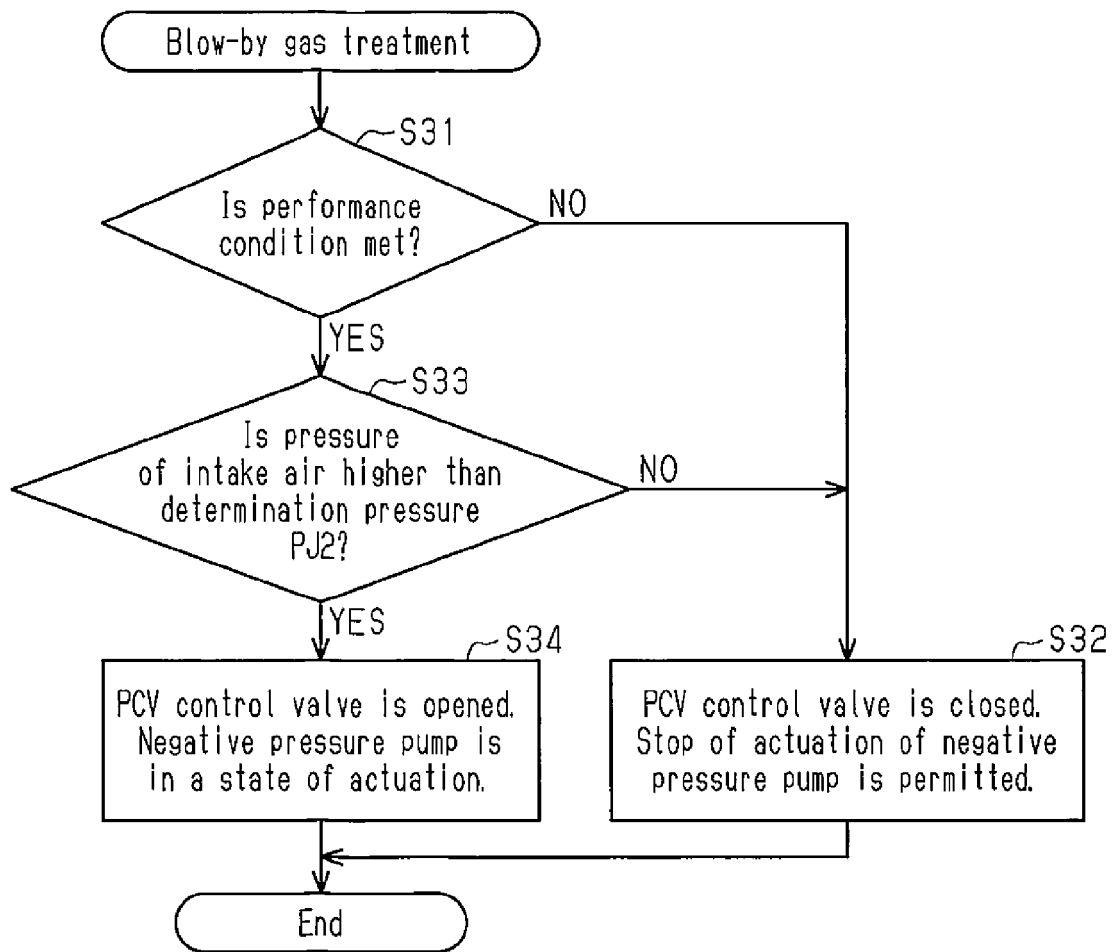 Blow-by gas treatment
S31
Is performance
condition met?
NO
YES
S33
Is pressure
of intake air higher than
determination pressure
PJ2?
NO
YES
S34
PCV control valve is opened.
Negative pressure pump is
in a state of actuation.
S32
PCV control valve is closed.
Stop of actuation of negative
pressure pump is permitted.
End